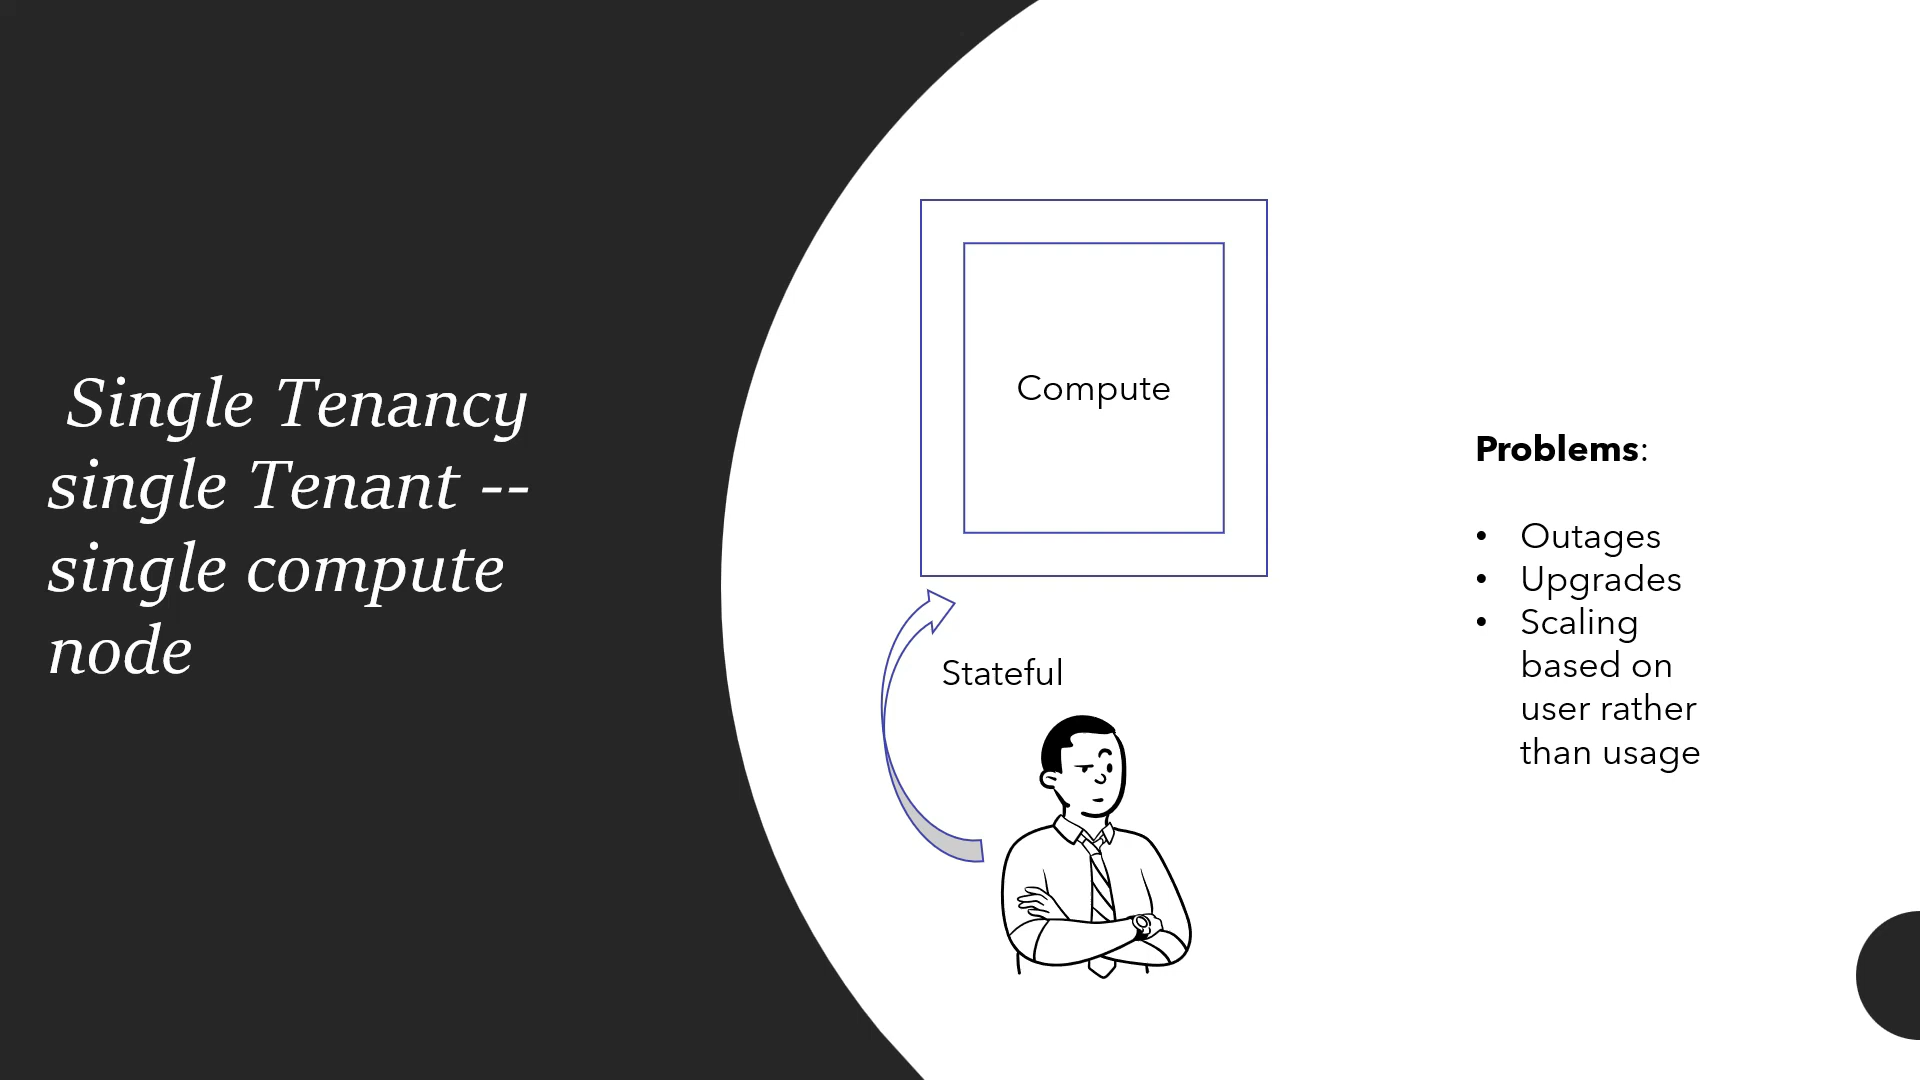 Single Tenancy
single Tenant --
single compute
node
Compute
Stateful
Problems:
• Outages
• Upgrades
• Scaling
based on
user rather
than usage